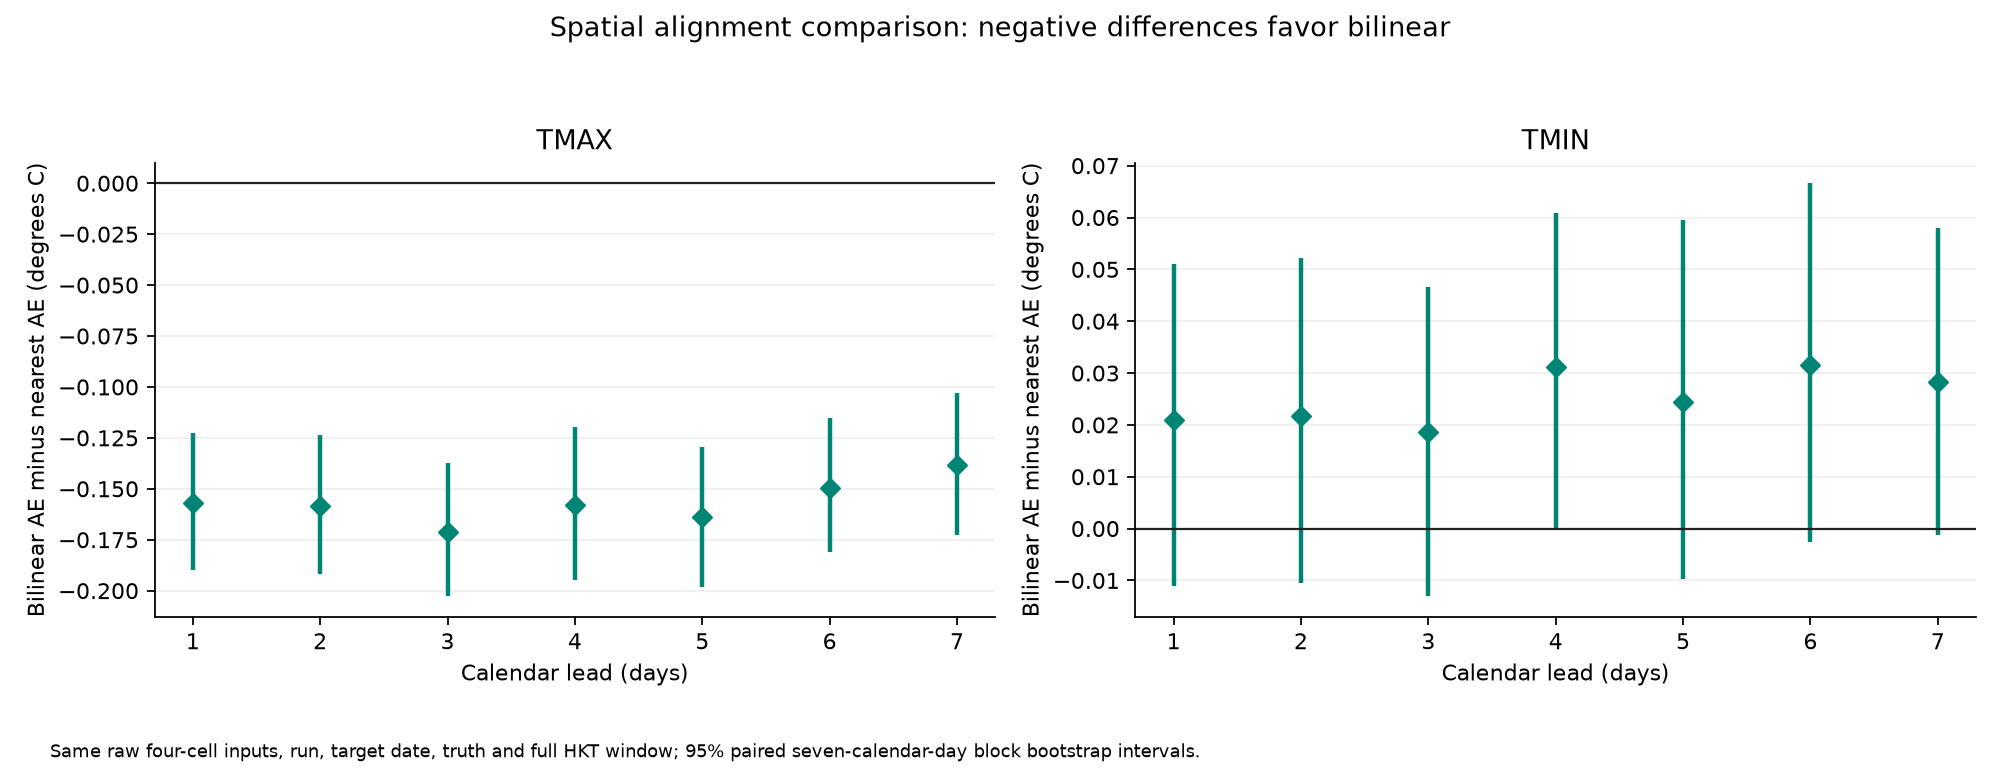 Spatial alignment comparison: negative differences favor bilinear
TMAX
Bilinear AE minus nearest AE (degrees C)
0.000
−0.025
−0.050
−0.075
−0.100
−0.125
−0.150
−0.175
−0.200
1 2 3 4 5 6 7
Calendar lead (days)
TMIN
Bilinear AE minus nearest AE (degrees C)
0.07
0.06
0.05
0.04
0.03
0.02
0.01
0.00
−0.01
1 2 3 4 5 6 7
Calendar lead (days)
Same raw four-cell inputs, run, target date, truth and full HKT window; 95% paired seven-calendar-day block bootstrap intervals.